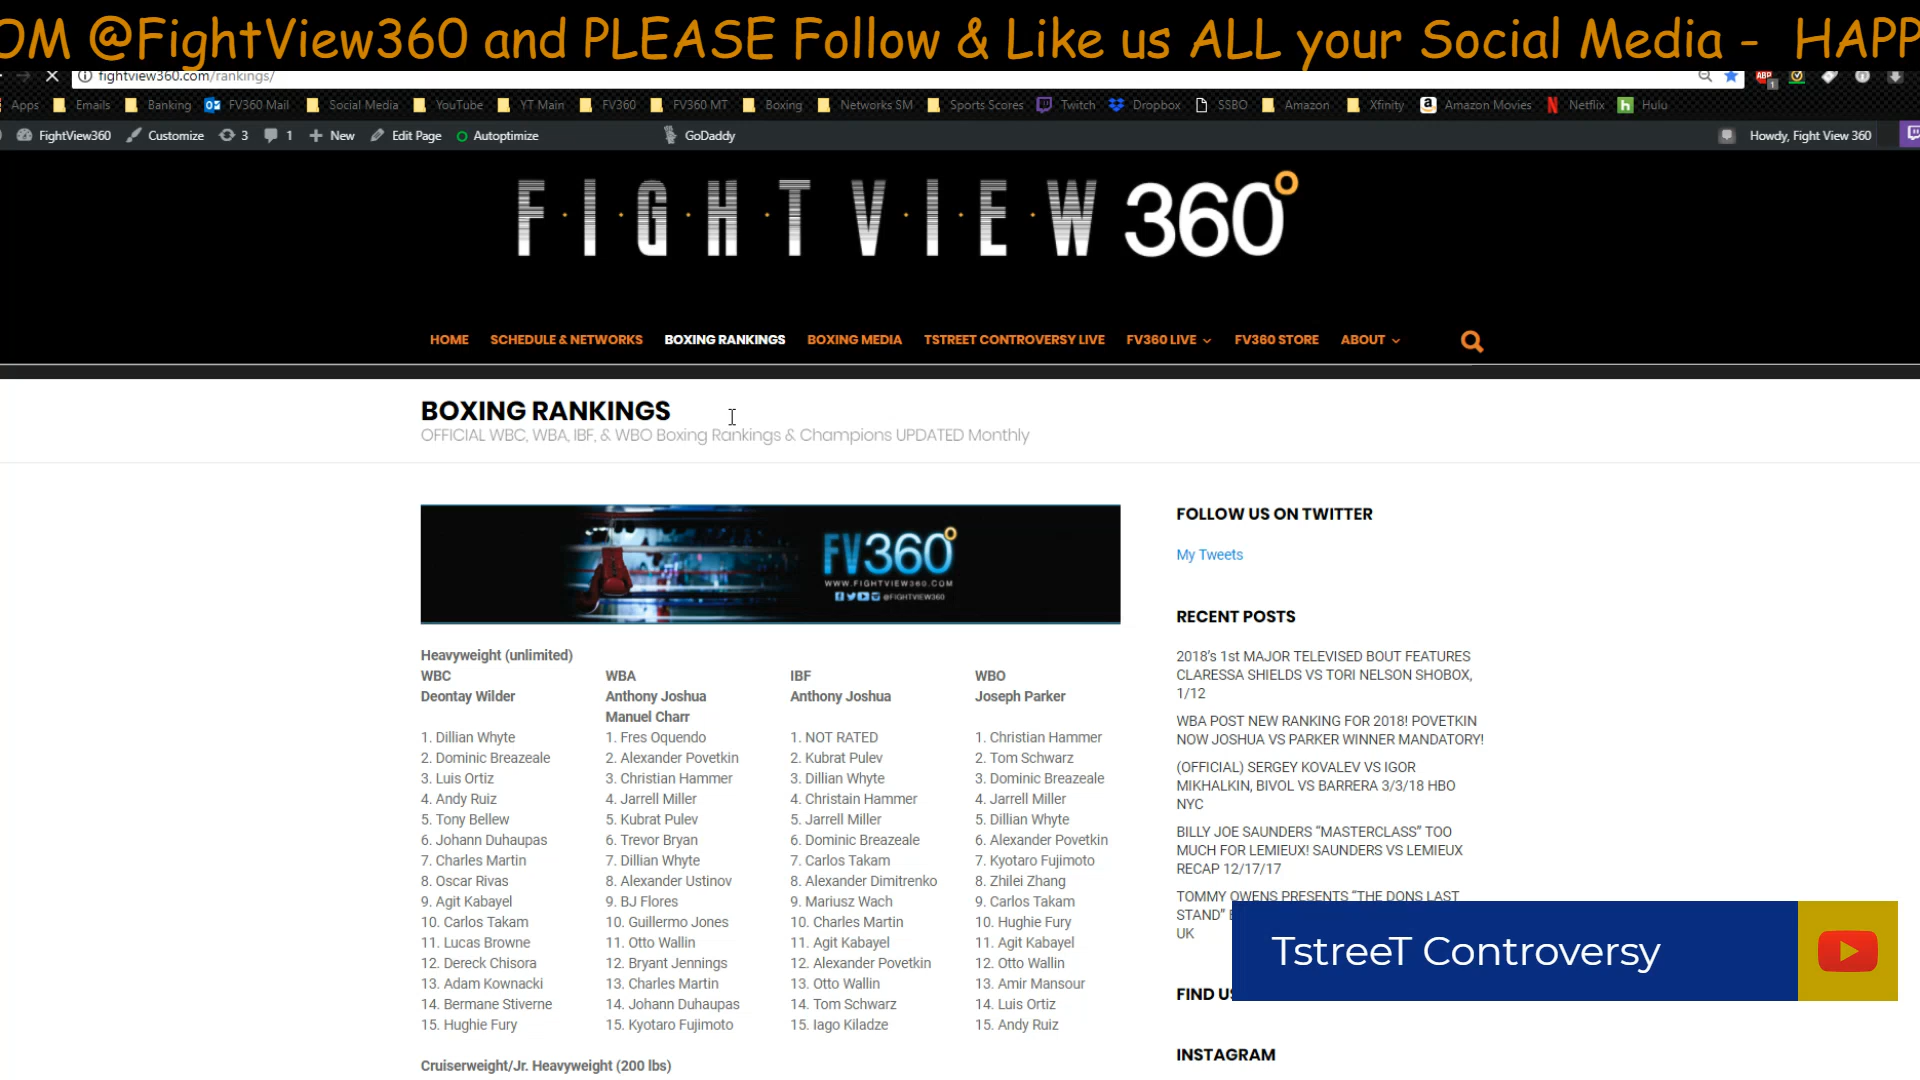 OM @FightView360 and PLEASE Follow & Like us ALL your Social Media - HAPP
fightview360.com/rankings/
Apps Emails Banking FV360 Mail Social Media YouTube YT Main FV360 FV360 MT Boxing Networks SM Sports Scores Twitch Dropbox SSBO Amazon Xfinity Amazon Movies Netflix Hulu
FightView360 Customize 3 1 New Edit Page Autoptimize GoDaddy Howdy, Fight View 360
F·I·G·H·T V·I·E·W 360°
HOME SCHEDULE & NETWORKS BOXING RANKINGS BOXING MEDIA TSTREET CONTROVERSY LIVE FV360 LIVE FV360 STORE ABOUT
BOXING RANKINGS
OFFICIAL WBC, WBA, IBF, & WBO Boxing Rankings & Champions UPDATED Monthly
FV360°
WWW.FIGHTVIEW360.COM
@FIGHTVIEW360
Heavyweight (unlimited)
WBC
Deontay Wilder
1. Dillian Whyte
2. Dominic Breazeale
3. Luis Ortiz
4. Andy Ruiz
5. Tony Bellew
6. Johann Duhaupas
7. Charles Martin
8. Oscar Rivas
9. Agit Kabayel
10. Carlos Takam
11. Lucas Browne
12. Dereck Chisora
13. Adam Kownacki
14. Bermane Stiverne
15. Hughie Fury
WBA
Anthony Joshua
Manuel Charr
1. Fres Oquendo
2. Alexander Povetkin
3. Christian Hammer
4. Jarrell Miller
5. Kubrat Pulev
6. Trevor Bryan
7. Dillian Whyte
8. Alexander Ustinov
9. BJ Flores
10. Guillermo Jones
11. Otto Wallin
12. Bryant Jennings
13. Charles Martin
14. Johann Duhaupas
15. Kyotaro Fujimoto
IBF
Anthony Joshua
1. NOT RATED
2. Kubrat Pulev
3. Dillian Whyte
4. Christain Hammer
5. Jarrell Miller
6. Dominic Breazeale
7. Carlos Takam
8. Alexander Dimitrenko
9. Mariusz Wach
10. Charles Martin
11. Agit Kabayel
12. Alexander Povetkin
13. Otto Wallin
14. Tom Schwarz
15. Iago Kiladze
WBO
Joseph Parker
1. Christian Hammer
2. Tom Schwarz
3. Dominic Breazeale
4. Jarrell Miller
5. Dillian Whyte
6. Alexander Povetkin
7. Kyotaro Fujimoto
8. Zhilei Zhang
9. Carlos Takam
10. Hughie Fury
11. Agit Kabayel
12. Otto Wallin
13. Amir Mansour
14. Luis Ortiz
15. Andy Ruiz
Cruiserweight/Jr. Heavyweight (200 lbs)
FOLLOW US ON TWITTER
My Tweets
RECENT POSTS
2018's 1st MAJOR TELEVISED BOUT FEATURES
CLARESSA SHIELDS VS TORI NELSON SHOBOX,
1/12
WBA POST NEW RANKING FOR 2018! POVETKIN
NOW JOSHUA VS PARKER WINNER MANDATORY!
(OFFICIAL) SERGEY KOVALEV VS IGOR
MIKHALKIN, BIVOL VS BARRERA 3/3/18 HBO
NYC
BILLY JOE SAUNDERS “MASTERCLASS” TOO
MUCH FOR LEMIEUX! SAUNDERS VS LEMIEUX
RECAP 12/17/17
TOMMY OWENS PRESENTS “THE DONS LAST
STAND”
UK
TstreeT Controversy
FIND US
INSTAGRAM